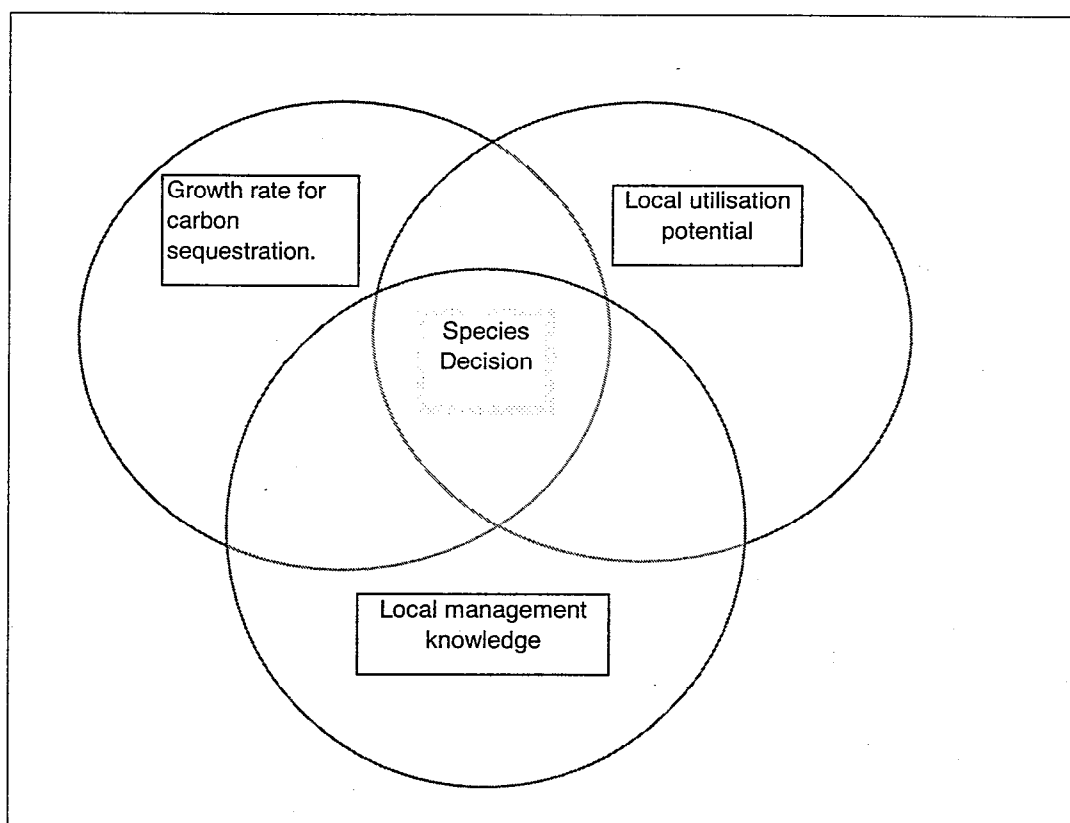 Growth rate for
carbon
sequestration.
Local utilisation
potential
Species
Decision
Local management
knowledge